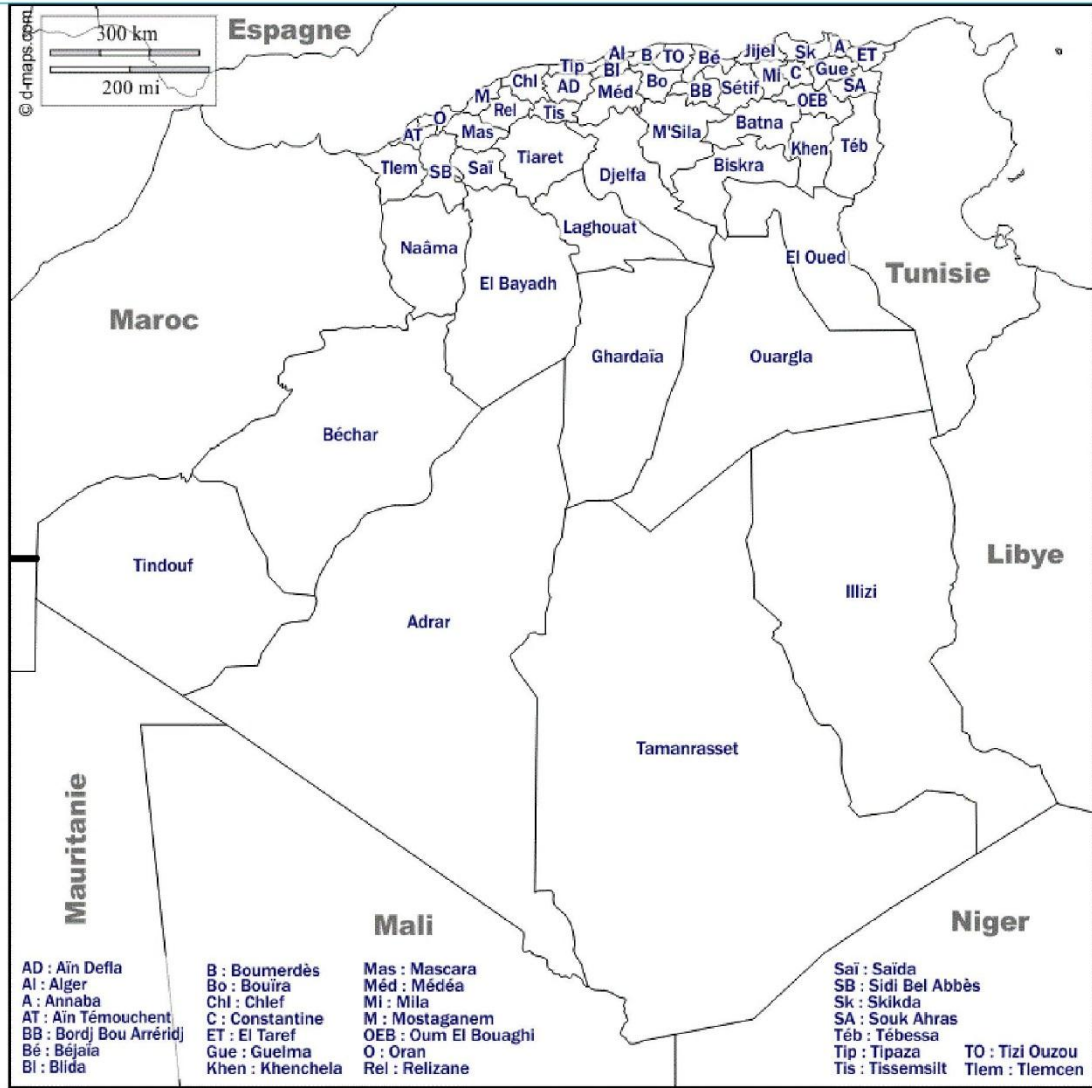 © d-maps.com
300 km
200 mi
Espagne
Al
B
TO
Bé
Jijel
Sk
A
ET
Tip
Bl
Bo
BB
Sétif
Mi
C
Gue
SA
Chl
AD
Méd
OEB
M
Rel
Tis
M'Sila
Batna
O
AT
Mas
Khen
Téb
Tlem
SB
Saï
Tiaret
Djelfa
Biskra
Laghouat
Naâma
El Bayadh
El Oued
Tunisie
Maroc
Ghardaïa
Ouargla
Béchar
Tindouf
Adrar
Illizi
Libye
Tamanrasset
Mauritanie
Mali
Niger
AD : Aïn Defla
Al : Alger
A : Annaba
AT : Aïn Témouchent
BB : Bordj Bou Arréridj
Bé : Béjaïa
Bl : Blida
B : Boumerdès
Bo : Bouïra
Chl : Chlef
C : Constantine
ET : El Taref
Gue : Guelma
Khen : Khenchela
Mas : Mascara
Méd : Médéa
Mi : Mila
M : Mostaganem
OEB : Oum El Bouaghi
O : Oran
Rel : Relizane
Saï : Saïda
SB : Sidi Bel Abbès
Sk : Skikda
SA : Souk Ahras
Téb : Tébessa
Tip : Tipaza
Tis : Tissemsilt
TO : Tizi Ouzou
Tlem : Tlemcen